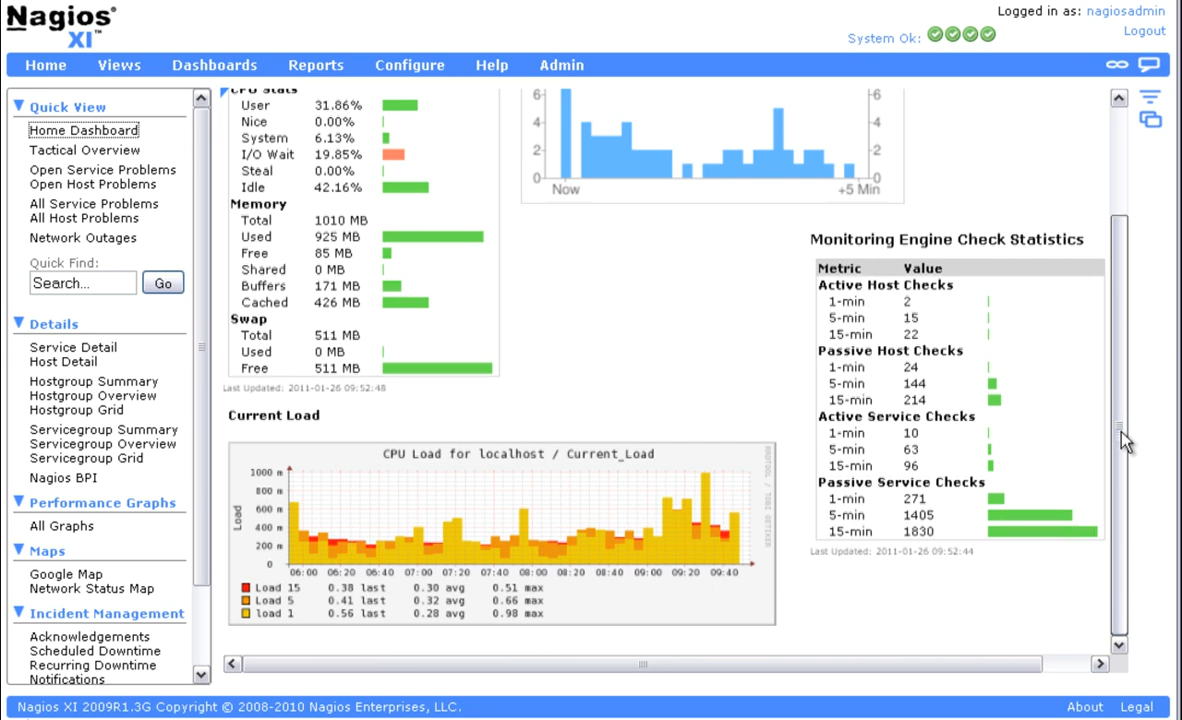 Nagios®
XI™
Logged in as: nagiosadmin
System Ok:
Logout
Home Views Dashboards Reports Configure Help Admin
Quick View
Home Dashboard
Tactical Overview
Open Service Problems
Open Host Problems
All Service Problems
All Host Problems
Network Outages
Quick Find:
Search... Go
Details
Service Detail
Host Detail
Hostgroup Summary
Hostgroup Overview
Hostgroup Grid
Servicegroup Summary
Servicegroup Overview
Servicegroup Grid
Nagios BPI
Performance Graphs
All Graphs
Maps
Google Map
Network Status Map
Incident Management
Acknowledgements
Scheduled Downtime
Recurring Downtime
Notifications
CPU Stats
User 31.86%
Nice 0.00%
System 6.13%
I/O Wait 19.85%
Steal 0.00%
Idle 42.16%
Memory
Total 1010 MB
Used 925 MB
Free 85 MB
Shared 0 MB
Buffers 171 MB
Cached 426 MB
Swap
Total 511 MB
Used 0 MB
Free 511 MB
Last Updated: 2011-01-26 09:52:48
6 6
4 4
2 2
0 0
Now +5 Min
Monitoring Engine Check Statistics
Metric Value
Active Host Checks
1-min 2
5-min 15
15-min 22
Passive Host Checks
1-min 24
5-min 144
15-min 214
Active Service Checks
1-min 10
5-min 63
15-min 96
Passive Service Checks
1-min 271
5-min 1405
15-min 1830
Last Updated: 2011-01-26 09:52:44
Current Load
CPU Load for localhost / Current_Load
RRDTOOL / TOBI OETIKER
Load
1000 m
800 m
600 m
400 m
200 m
0
06:00 06:20 06:40 07:00 07:20 07:40 08:00 08:20 08:40 09:00 09:20 09:40
Load 15 0.38 last 0.30 avg 0.51 max
Load 5 0.41 last 0.32 avg 0.66 max
load 1 0.56 last 0.28 avg 0.98 max
Nagios XI 2009R1.3G Copyright © 2008-2010 Nagios Enterprises, LLC.
About Legal